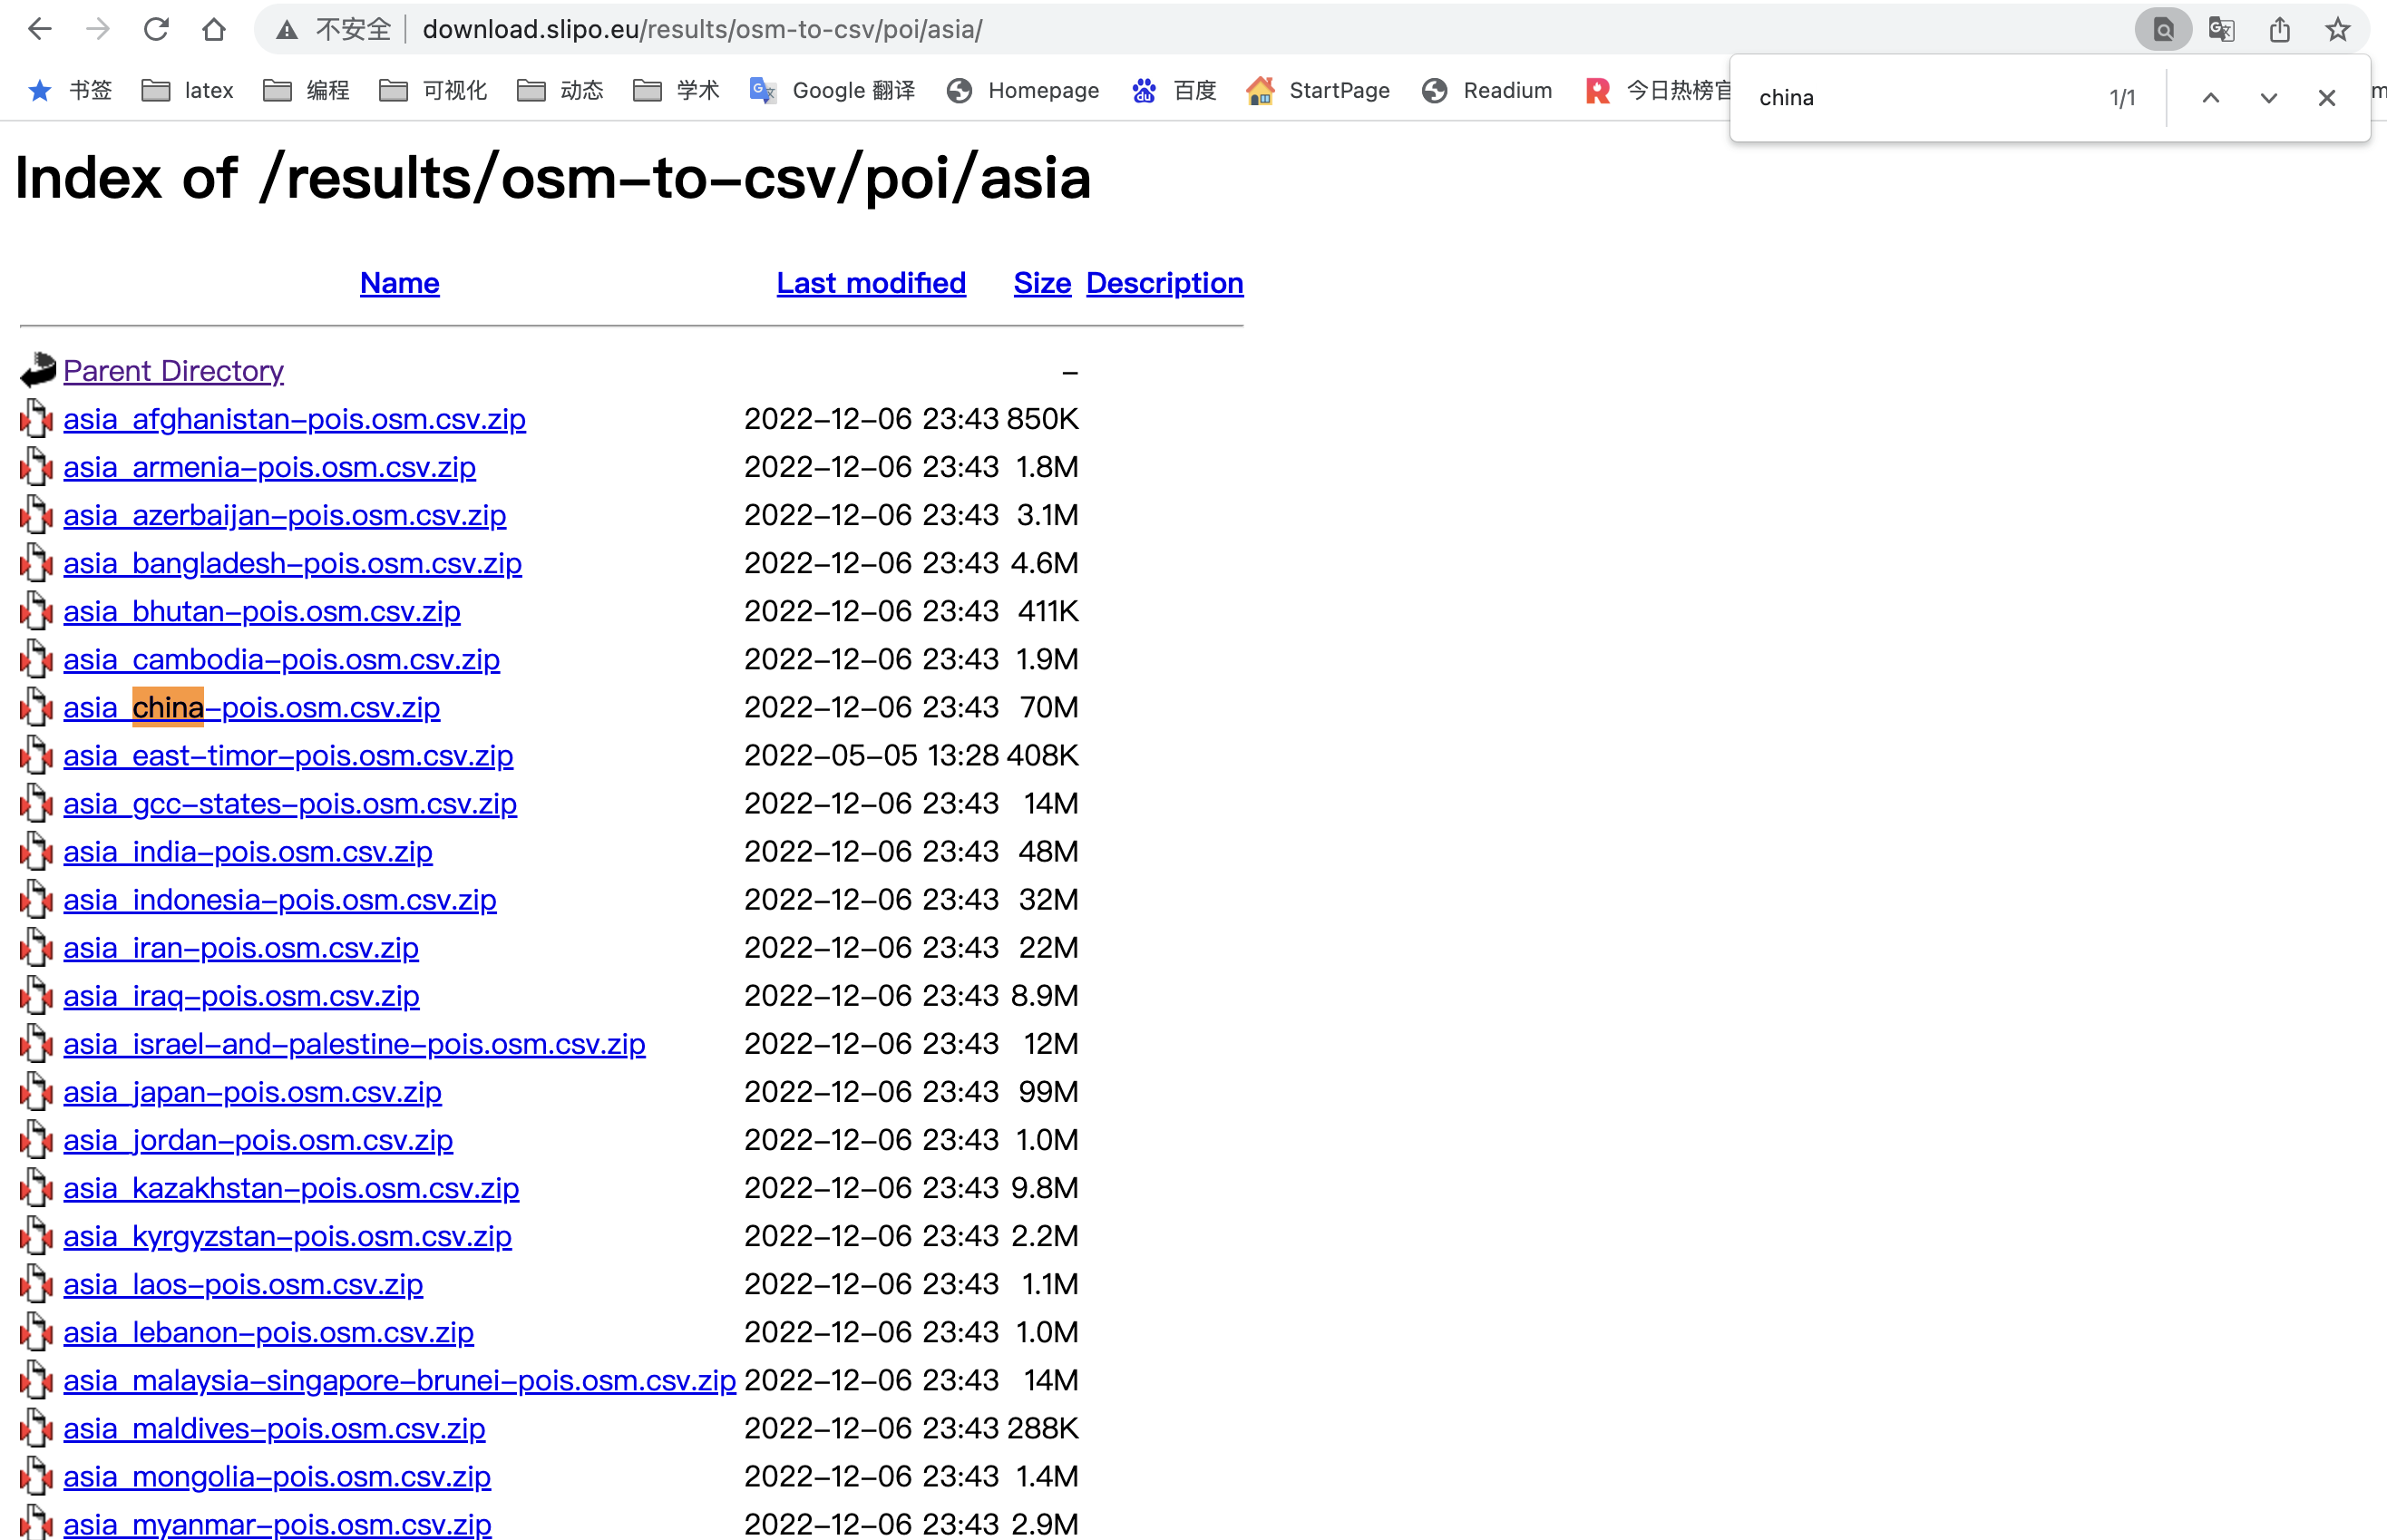 不安全 download.slipo.eu/results/osm-to-csv/poi/asia/
书签 latex 编程 可视化 动态 学术 Google 翻译 Homepage 百度 StartPage Readium 今日热榜官
china 1/1
Index of /results/osm-to-csv/poi/asia
Name Last modified Size Description
Parent Directory -
asia_afghanistan-pois.osm.csv.zip 2022-12-06 23:43 850K
asia_armenia-pois.osm.csv.zip 2022-12-06 23:43 1.8M
asia_azerbaijan-pois.osm.csv.zip 2022-12-06 23:43 3.1M
asia_bangladesh-pois.osm.csv.zip 2022-12-06 23:43 4.6M
asia_bhutan-pois.osm.csv.zip 2022-12-06 23:43 411K
asia_cambodia-pois.osm.csv.zip 2022-12-06 23:43 1.9M
asia_china-pois.osm.csv.zip 2022-12-06 23:43 70M
asia_east-timor-pois.osm.csv.zip 2022-05-05 13:28 408K
asia_gcc-states-pois.osm.csv.zip 2022-12-06 23:43 14M
asia_india-pois.osm.csv.zip 2022-12-06 23:43 48M
asia_indonesia-pois.osm.csv.zip 2022-12-06 23:43 32M
asia_iran-pois.osm.csv.zip 2022-12-06 23:43 22M
asia_iraq-pois.osm.csv.zip 2022-12-06 23:43 8.9M
asia_israel-and-palestine-pois.osm.csv.zip 2022-12-06 23:43 12M
asia_japan-pois.osm.csv.zip 2022-12-06 23:43 99M
asia_jordan-pois.osm.csv.zip 2022-12-06 23:43 1.0M
asia_kazakhstan-pois.osm.csv.zip 2022-12-06 23:43 9.8M
asia_kyrgyzstan-pois.osm.csv.zip 2022-12-06 23:43 2.2M
asia_laos-pois.osm.csv.zip 2022-12-06 23:43 1.1M
asia_lebanon-pois.osm.csv.zip 2022-12-06 23:43 1.0M
asia_malaysia-singapore-brunei-pois.osm.csv.zip 2022-12-06 23:43 14M
asia_maldives-pois.osm.csv.zip 2022-12-06 23:43 288K
asia_mongolia-pois.osm.csv.zip 2022-12-06 23:43 1.4M
asia_myanmar-pois.osm.csv.zip 2022-12-06 23:43 2.9M